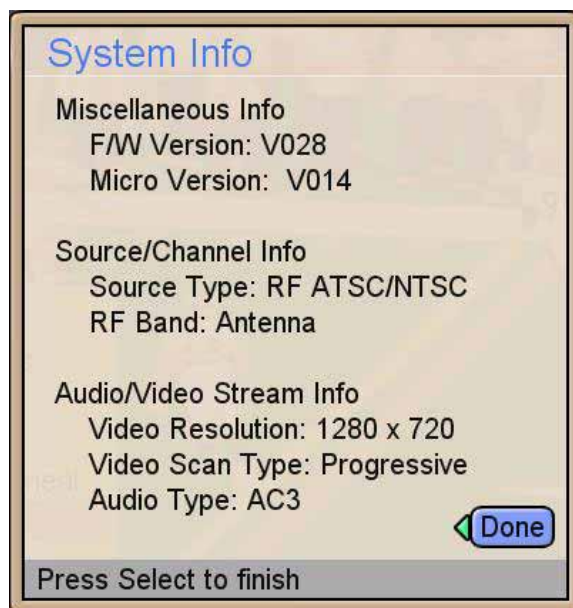 System Info
Miscellaneous Info
F/W Version: V028
Micro Version: V014
Source/Channel Info
Source Type: RF ATSC/NTSC
RF Band: Antenna
Audio/Video Stream Info
Video Resolution: 1280 x 720
Video Scan Type: Progressive
Audio Type: AC3
Done
Press Select to finish